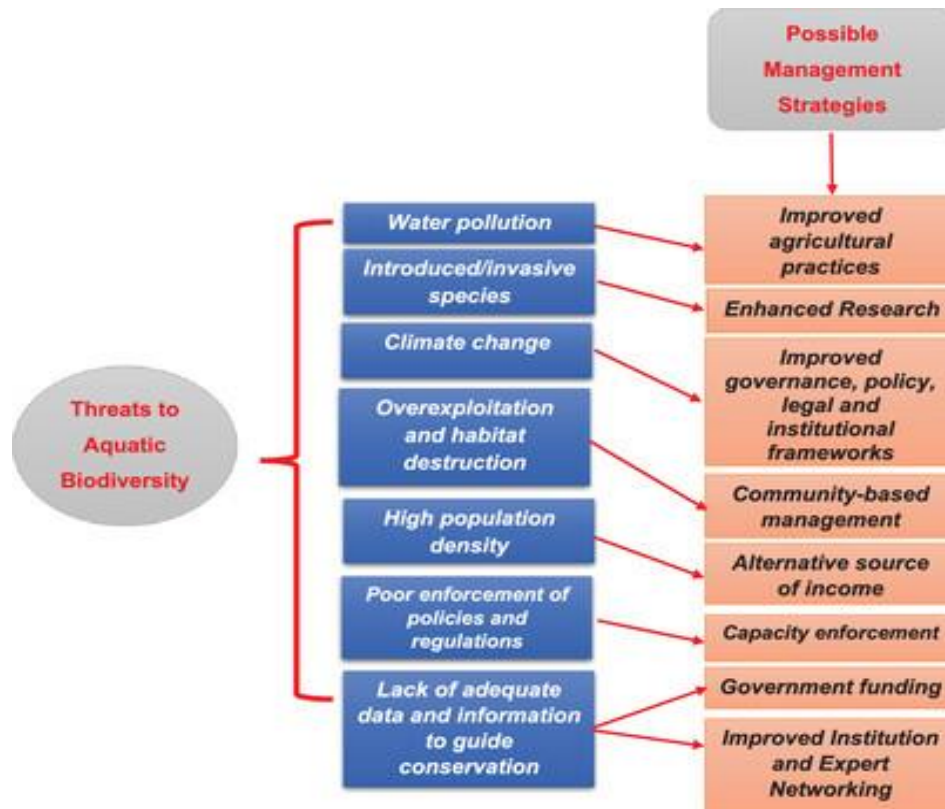 Possible
Management
Strategies
Threats to
Aquatic
Biodiversity
Water pollution
Introduced/invasive
species
Climate change
Overexploitation
and habitat
destruction
High population
density
Poor enforcement of
policies and
regulations
Lack of adequate
data and information
to guide
conservation
Improved
agricultural
practices
Enhanced Research
Improved
governance, policy,
legal and
institutional
frameworks
Community-based
management
Alternative source
of income
Capacity enforcement
Government funding
Improved Institution
and Expert
Networking